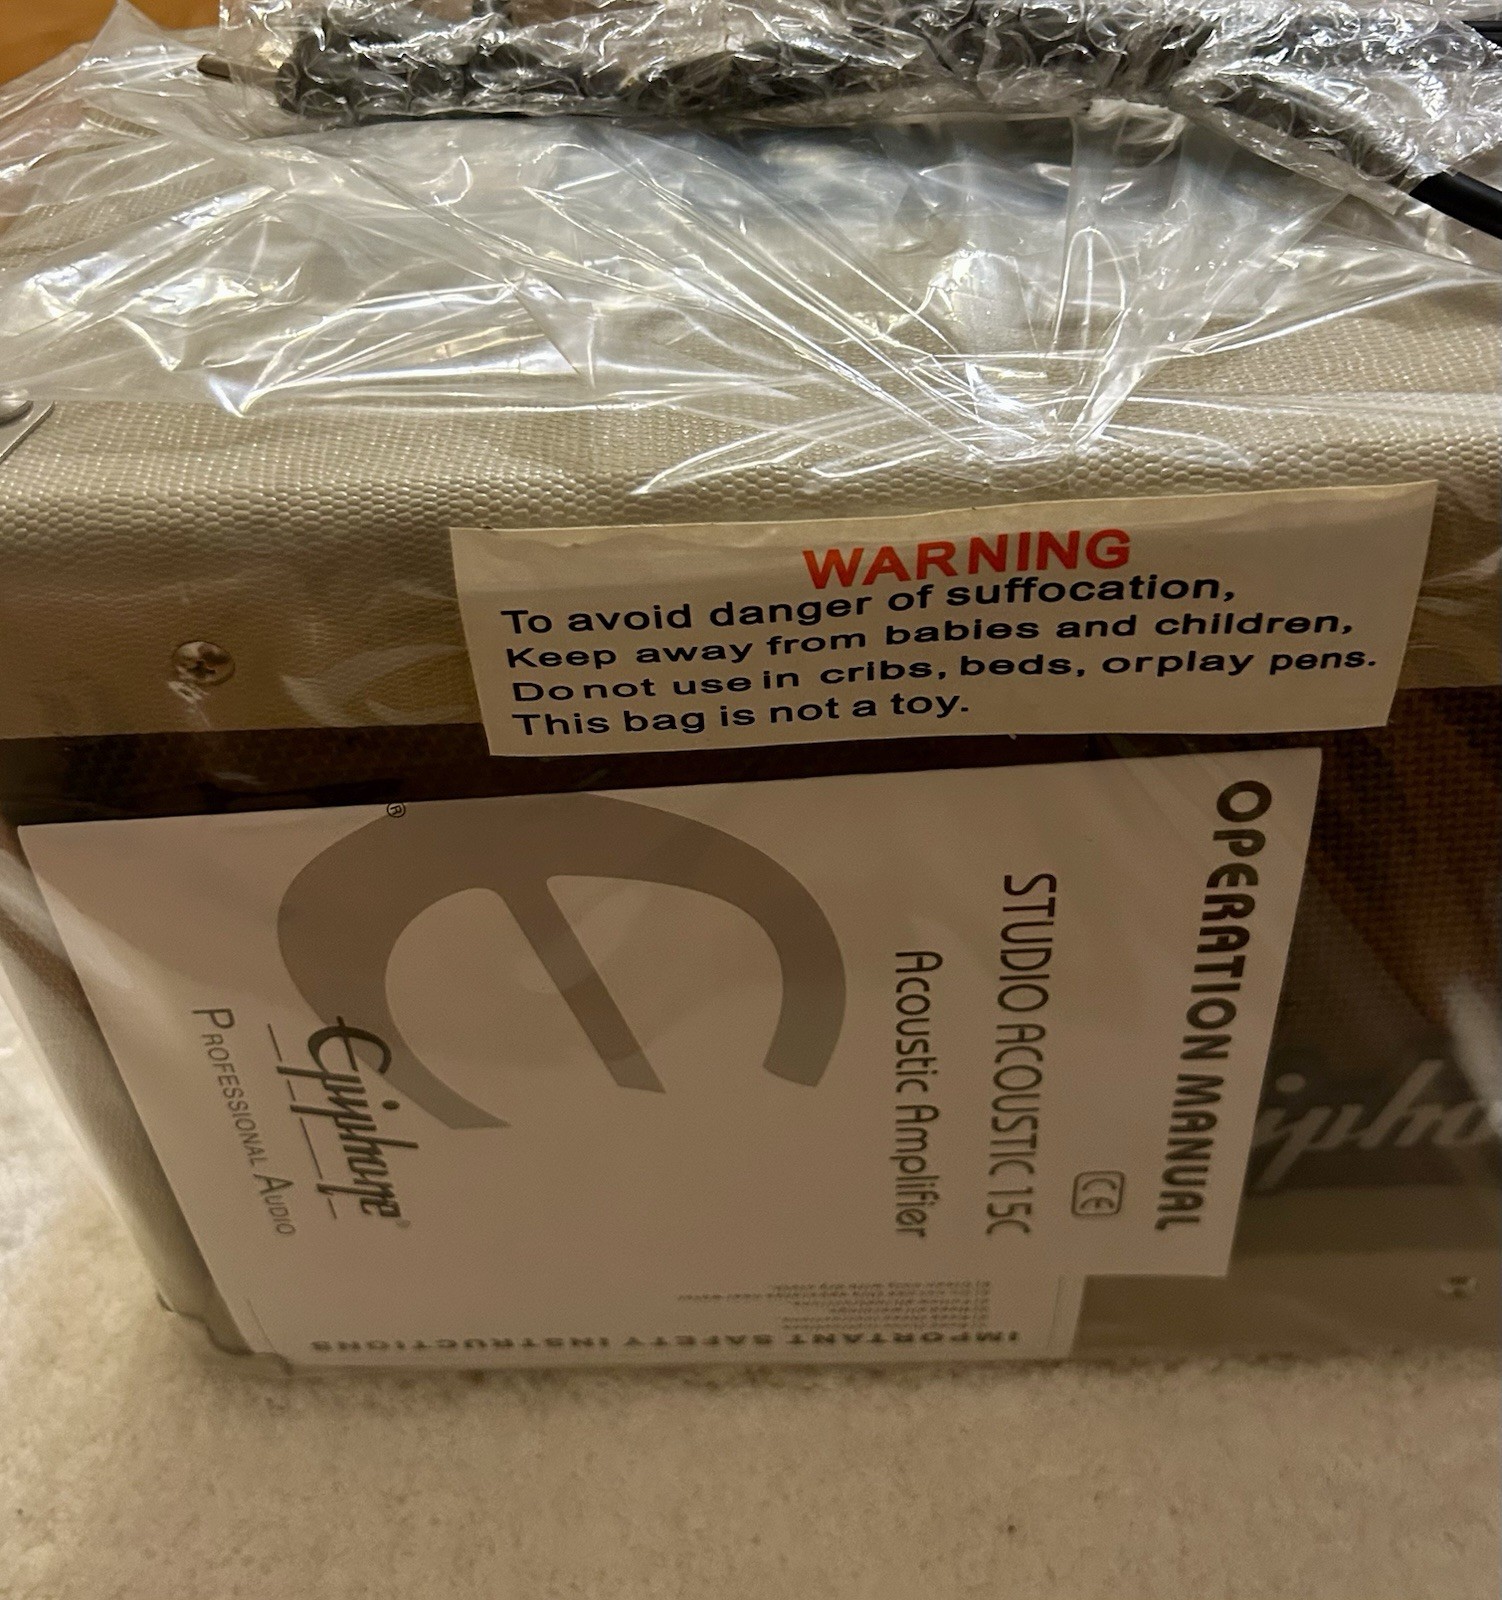 WARNING
To avoid danger of suffocation,
Keep away from babies and children,
Do not use in cribs, beds, orplay pens.
This bag is not a toy.
OPERATION MANUAL
CE
STUDIO ACOUSTIC 15C
Acoustic Amplifier
®
Epiphone®
PROFESSIONAL AUDIO
IMPORTANT SAFETY INSTRUCTIONS